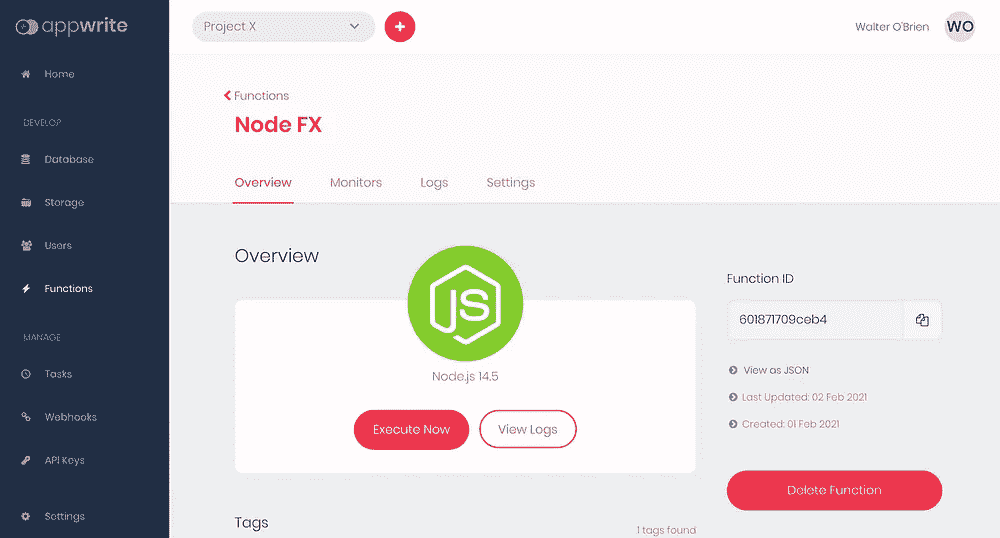 appwrite
Project X
Walter O'Brien
WO
Home
DEVELOP
Database
Storage
Users
Functions
MANAGE
Tasks
Webhooks
API Keys
Settings
Functions
Node FX
Overview
Monitors
Logs
Settings
Overview
JS
Node.js 14.5
Execute Now
View Logs
Tags
1 tags found
Function ID
601871709ceb4
View as JSON
Last Updated: 02 Feb 2021
Created: 01 Feb 2021
Delete Function